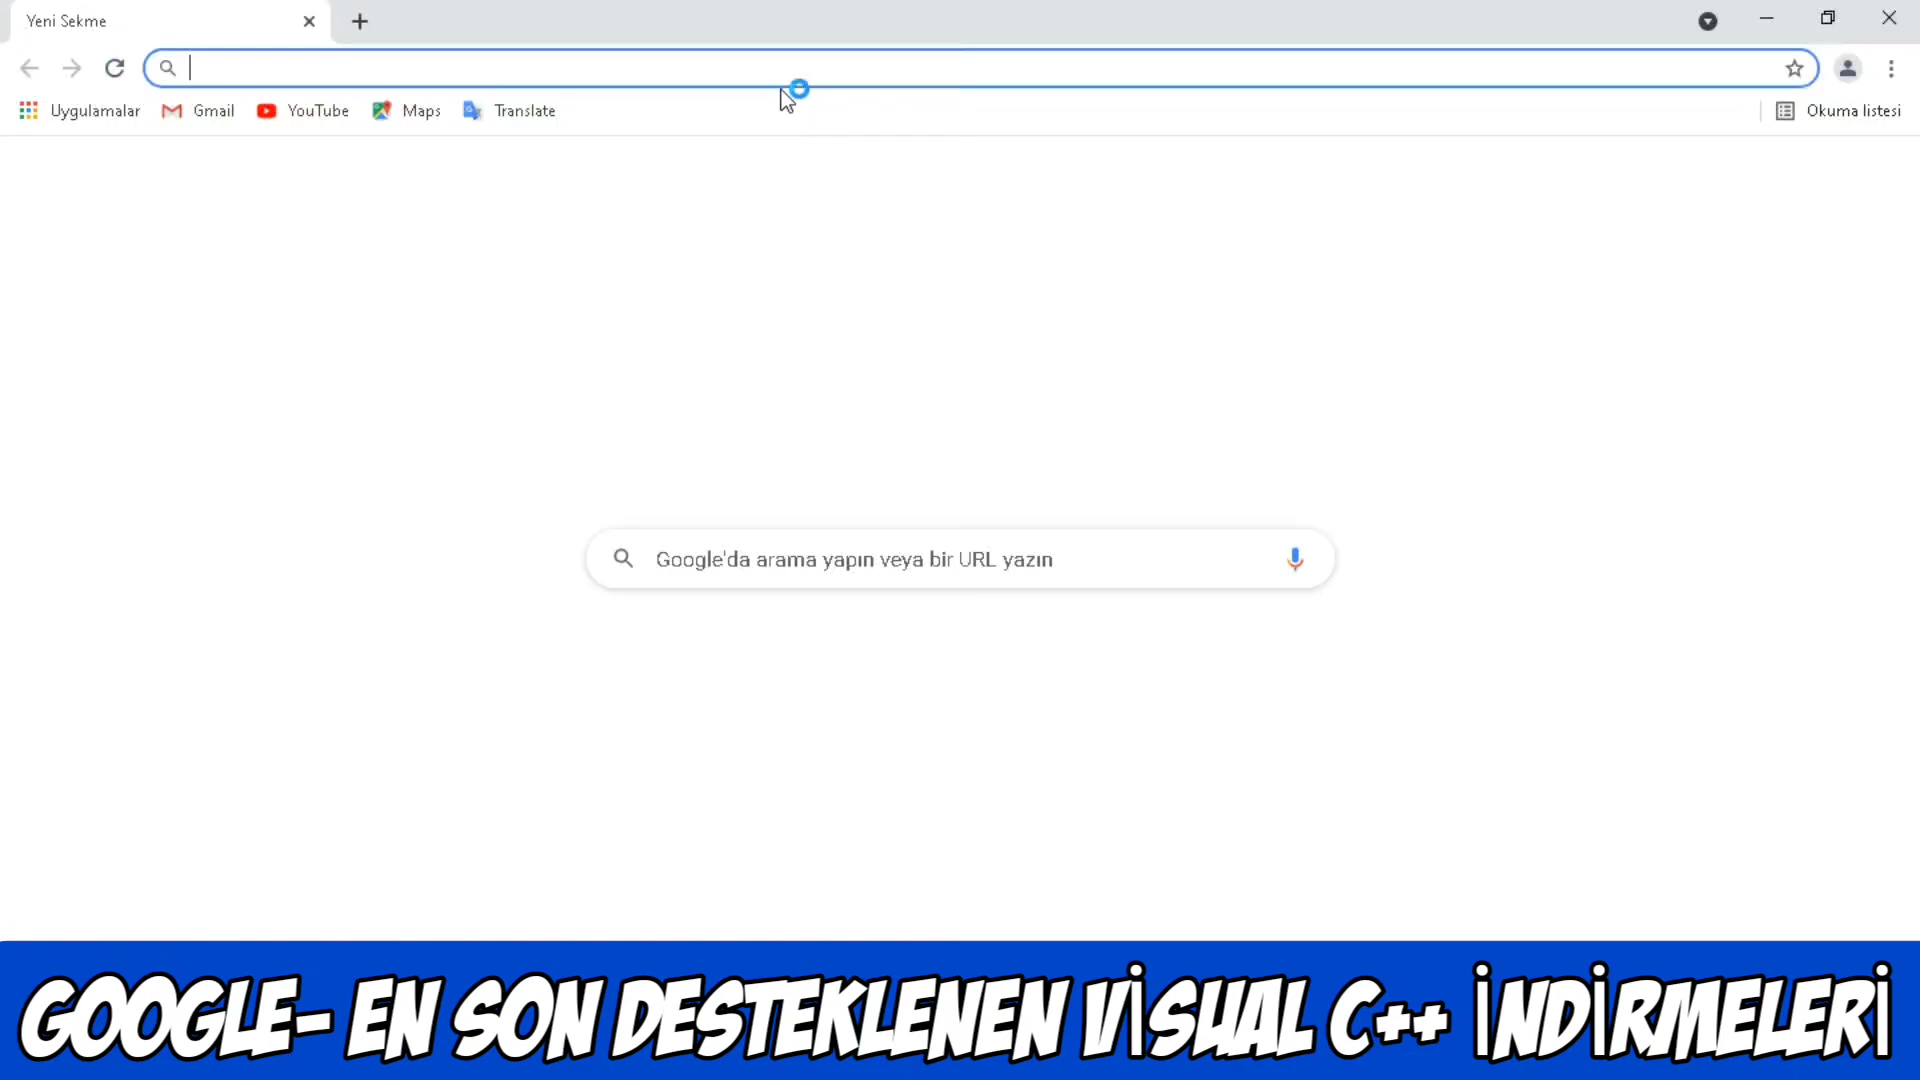 Yeni Sekme
Uygulamalar Gmail YouTube Maps Translate Okuma listesi
Google'da arama yapın veya bir URL yazın
GOOGLE- EN SON DESTEKLENEN VİSUAL C++ İNDİRMELERİ